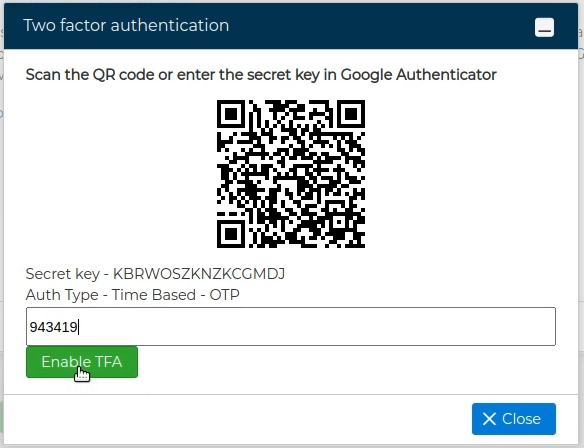 Two factor authentication
Scan the QR code or enter the secret key in Google Authenticator
Secret key - KBRWOSZKNZKCGMDJ
Auth Type - Time Based - OTP
943419
Enable TFA
Close